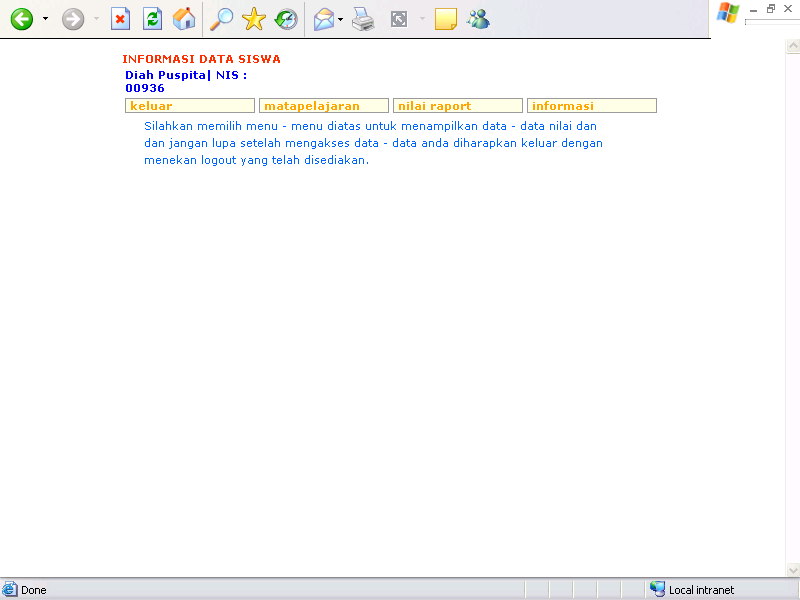 INFORMASI DATA SISWA
Diah Puspita| NIS :
00936
keluar matapelajaran nilai raport informasi
Silahkan memilih menu - menu diatas untuk menampilkan data - data nilai dan
dan jangan lupa setelah mengakses data - data anda diharapkan keluar dengan
menekan logout yang telah disediakan.
Done Local intranet